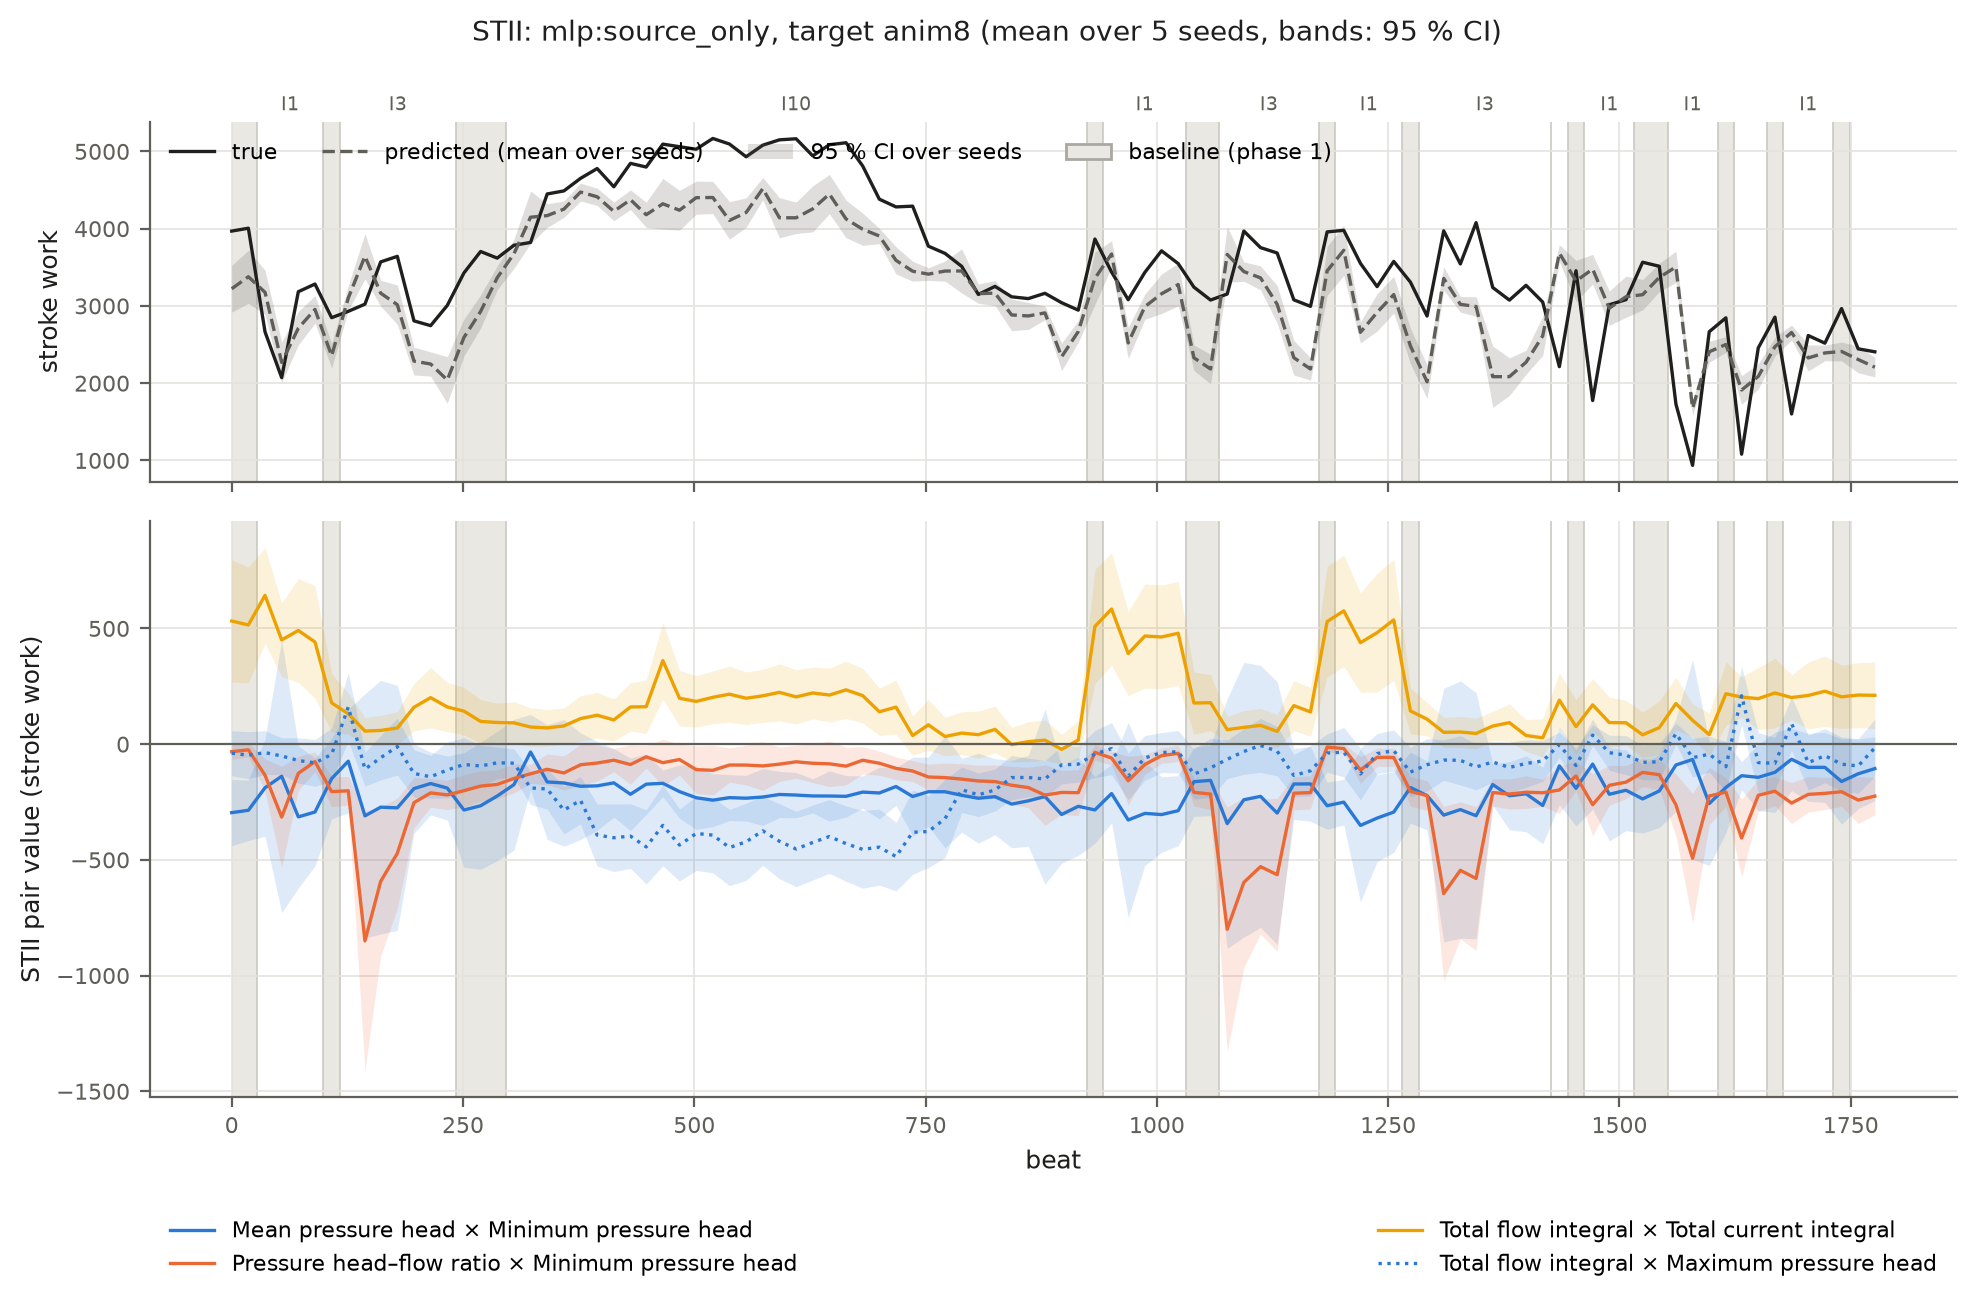 STII: mlp:source_only, target anim8 (mean over 5 seeds, bands: 95 % CI)
I1 I3 I10 I1 I3 I1 I3 I1 I1 I1
true predicted (mean over seeds) 95 % CI over seeds baseline (phase 1)
5000
4000
3000
2000
1000
stroke work
500
0
−500
−1000
−1500
STII pair value (stroke work)
0 250 500 750 1000 1250 1500 1750
beat
Mean pressure head × Minimum pressure head
Pressure head–flow ratio × Minimum pressure head
Total flow integral × Total current integral
Total flow integral × Maximum pressure head